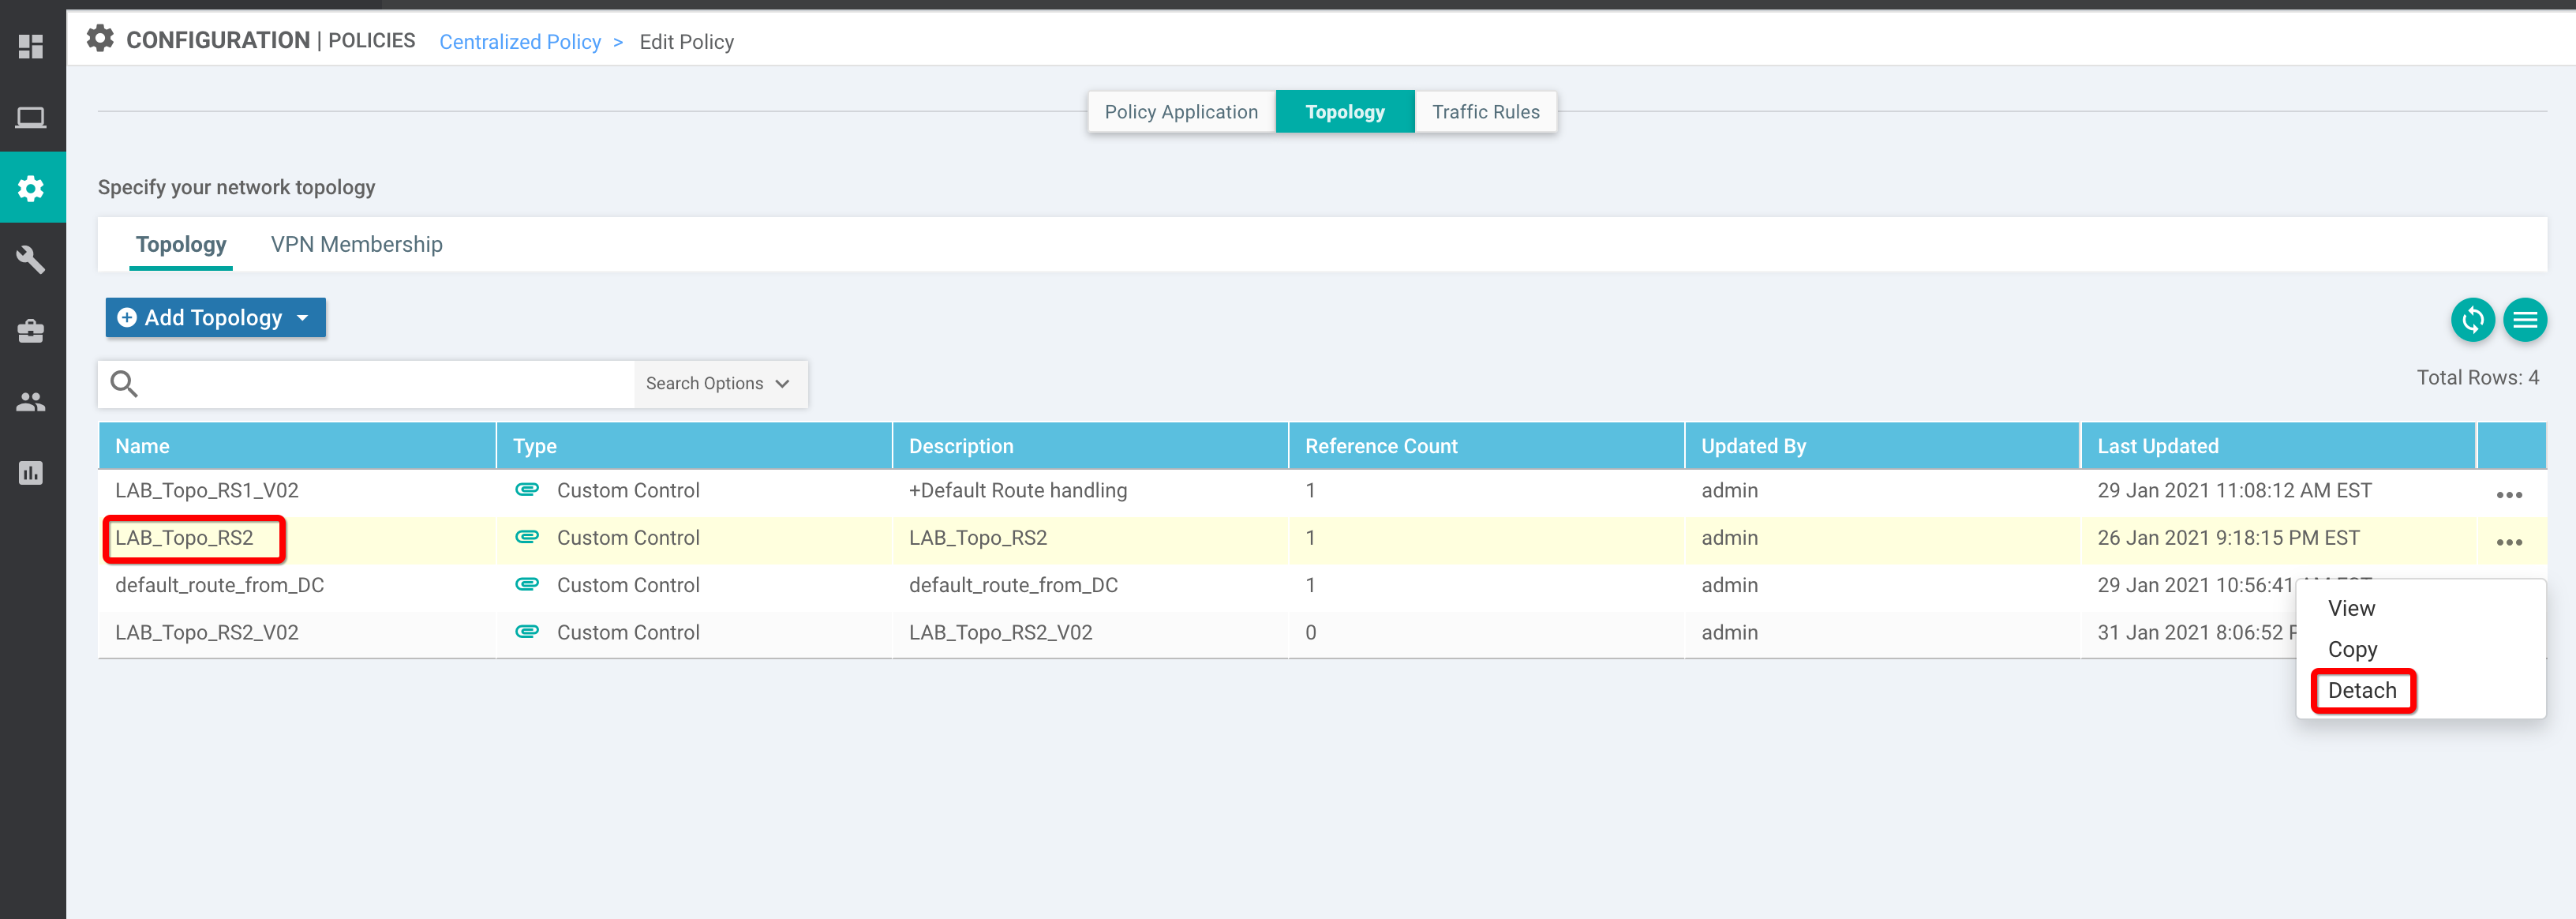 CONFIGURATION | POLICIES Centralized Policy > Edit Policy
Policy Application Topology Traffic Rules
Specify your network topology
Topology VPN Membership
Add Topology
Search Options
Total Rows: 4
Name Type Description Reference Count Updated By Last Updated
LAB_Topo_RS1_V02 Custom Control +Default Route handling 1 admin 29 Jan 2021 11:08:12 AM EST
LAB_Topo_RS2 Custom Control LAB_Topo_RS2 1 admin 26 Jan 2021 9:18:15 PM EST
default_route_from_DC Custom Control default_route_from_DC 1 admin 29 Jan 2021 10:56:41 AM EST
LAB_Topo_RS2_V02 Custom Control LAB_Topo_RS2_V02 0 admin 31 Jan 2021 8:06:52
View
Copy
Detach